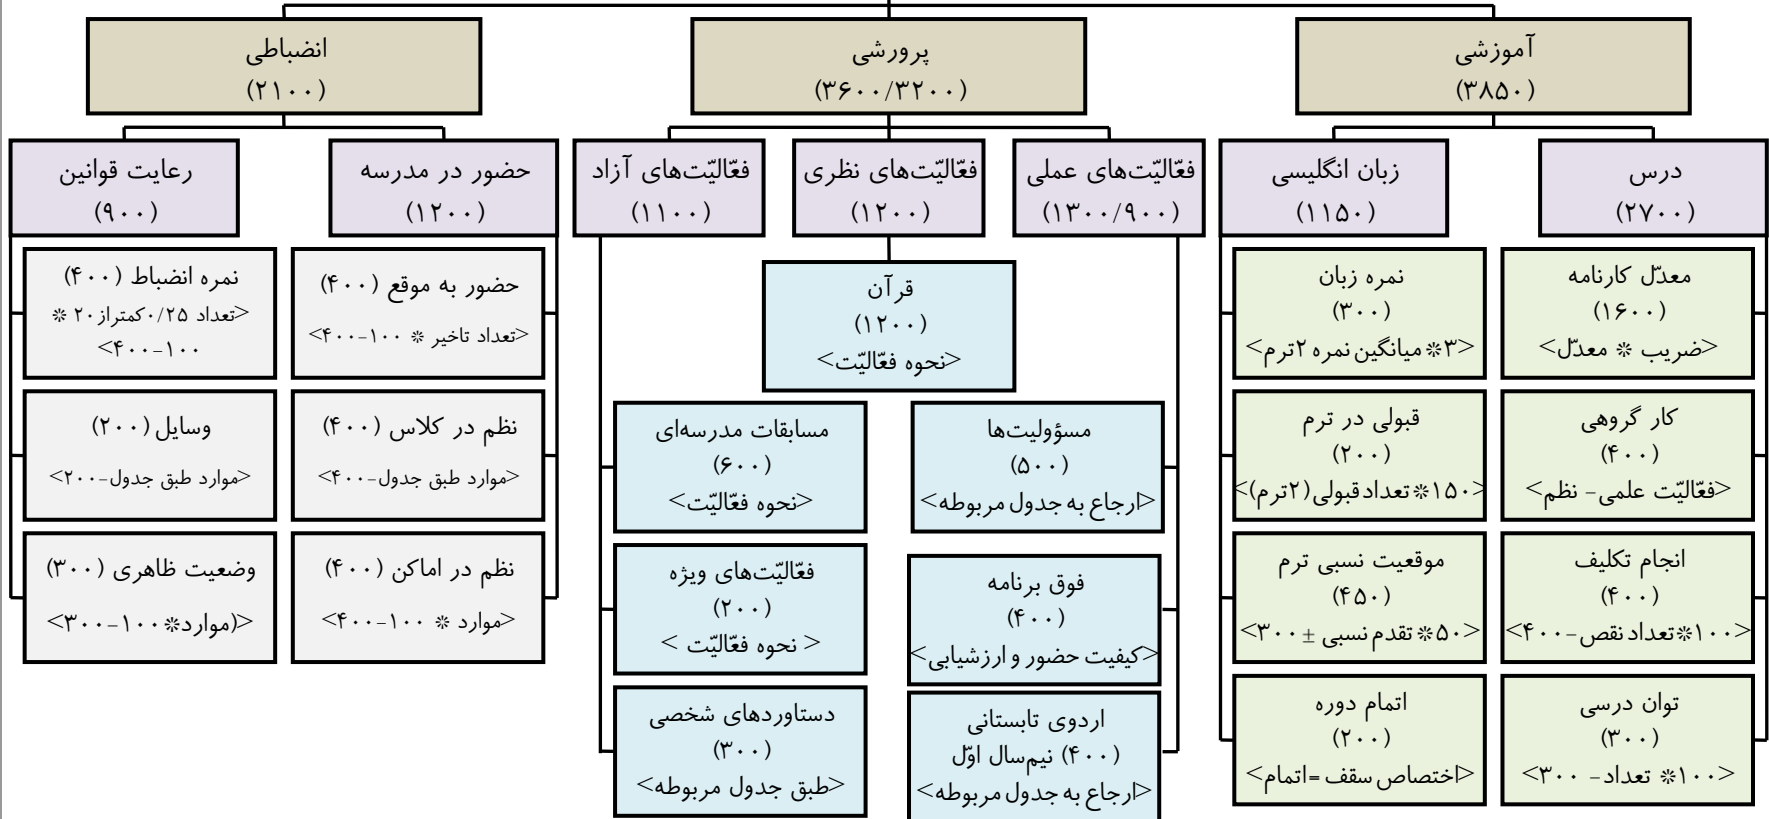 آموزشی
(۳۸۵۰)
پرورشی
(۳۶۰۰/۳۲۰۰)
انضباطی
(۲۱۰۰)
درس
(۲۷۰۰)
زبان انگلیسی
(۱۱۵۰)
فعّالیّت‌های عملی
(۱۳۰۰/۹۰۰)
فعّالیّت‌های نظری
(۱۲۰۰)
فعّالیّت‌های آزاد
(۱۱۰۰)
حضور در مدرسه
(۱۲۰۰)
رعایت قوانین
(۹۰۰)
معدّل کارنامه
(۱۶۰۰)
<ضریب * معدّل>
کار گروهی
(۴۰۰)
<فعّالیّت علمی- نظم>
انجام تکلیف
(۴۰۰)
<۱۰۰*تعداد نقص-۴۰۰>
توان درسی
(۳۰۰)
<۱۰۰* تعداد- ۳۰۰>
نمره زبان
(۳۰۰)
<۳* میانگین نمره ۲ترم>
قبولی در ترم
(۲۰۰)
<۱۵۰*تعداد قبولی(۲ترم)>
موقعیت نسبی ترم
(۴۵۰)
<۵۰* تقدم نسبی ± ۳۰۰>
اتمام دوره
(۲۰۰)
<اختصاص سقف=اتمام>
مسؤولیت‌ها
(۵۰۰)
<ارجاع به جدول مربوطه>
فوق برنامه
(۴۰۰)
<کیفیت حضور و ارزشیابی>
اردوی تابستانی
(۴۰۰) نیم‌سال اوّل
<ارجاع به جدول مربوطه>
قرآن
(۱۲۰۰)
<نحوه فعّالیّت>
مسابقات مدرسه‌ای
(۶۰۰)
<نحوه فعّالیّت>
فعّالیّت‌های ویژه
(۲۰۰)
< نحوه فعّالیّت >
دستاوردهای شخصی
(۳۰۰)
<طبق جدول مربوطه>
حضور به موقع (۴۰۰)
<تعداد تاخیر * ۱۰۰-۴۰۰>
نظم در کلاس (۴۰۰)
<موارد طبق جدول-۴۰۰>
نظم در اماکن (۴۰۰)
<موارد * ۱۰۰-۴۰۰>
نمره انضباط (۴۰۰)
<تعداد ۰/۲۵کمتراز۲۰ *
۱۰۰-۴۰۰>
وسایل (۲۰۰)
<موارد طبق جدول-۲۰۰>
وضعیت ظاهری (۳۰۰)
<(موارد*۱۰۰-۳۰۰>